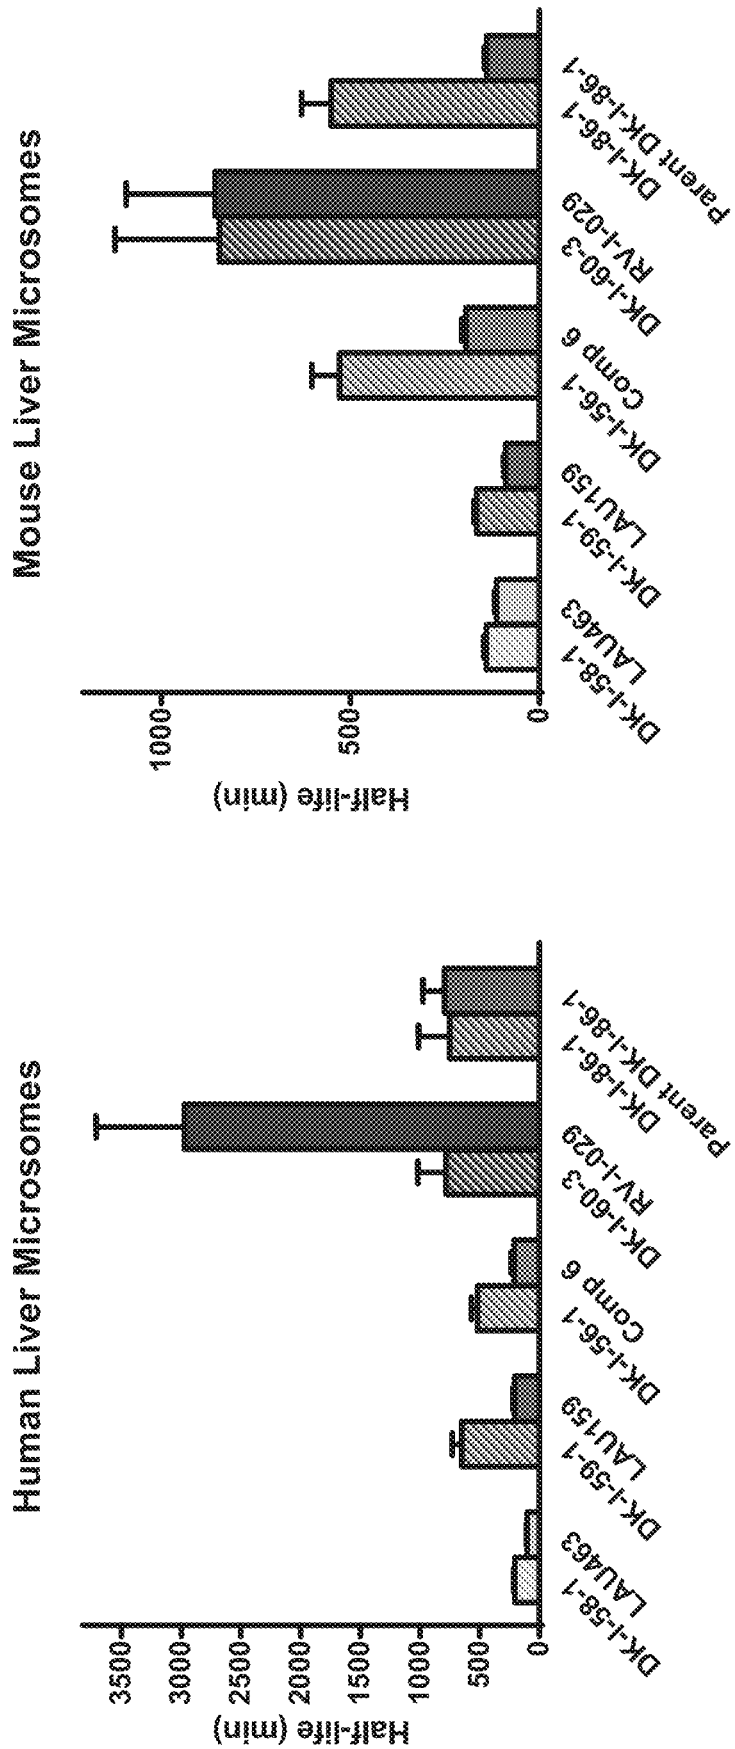 Human Liver Microsomes
Half-life (min)
3500
3000
2500
2000
1500
1000
500
0
DK-I-58-1
LAU463
DK-I-59-1
LAU159
DK-I-56-1
Comp 6
DK-I-60-3
RV-I-029
DK-I-86-1
Parent DK-I-86-1
Mouse Liver Microsomes
Half-life (min)
1000
500
0
DK-I-58-1
LAU463
DK-I-59-1
LAU159
DK-I-56-1
Comp 6
DK-I-60-3
RV-I-029
DK-I-86-1
Parent DK-I-86-1